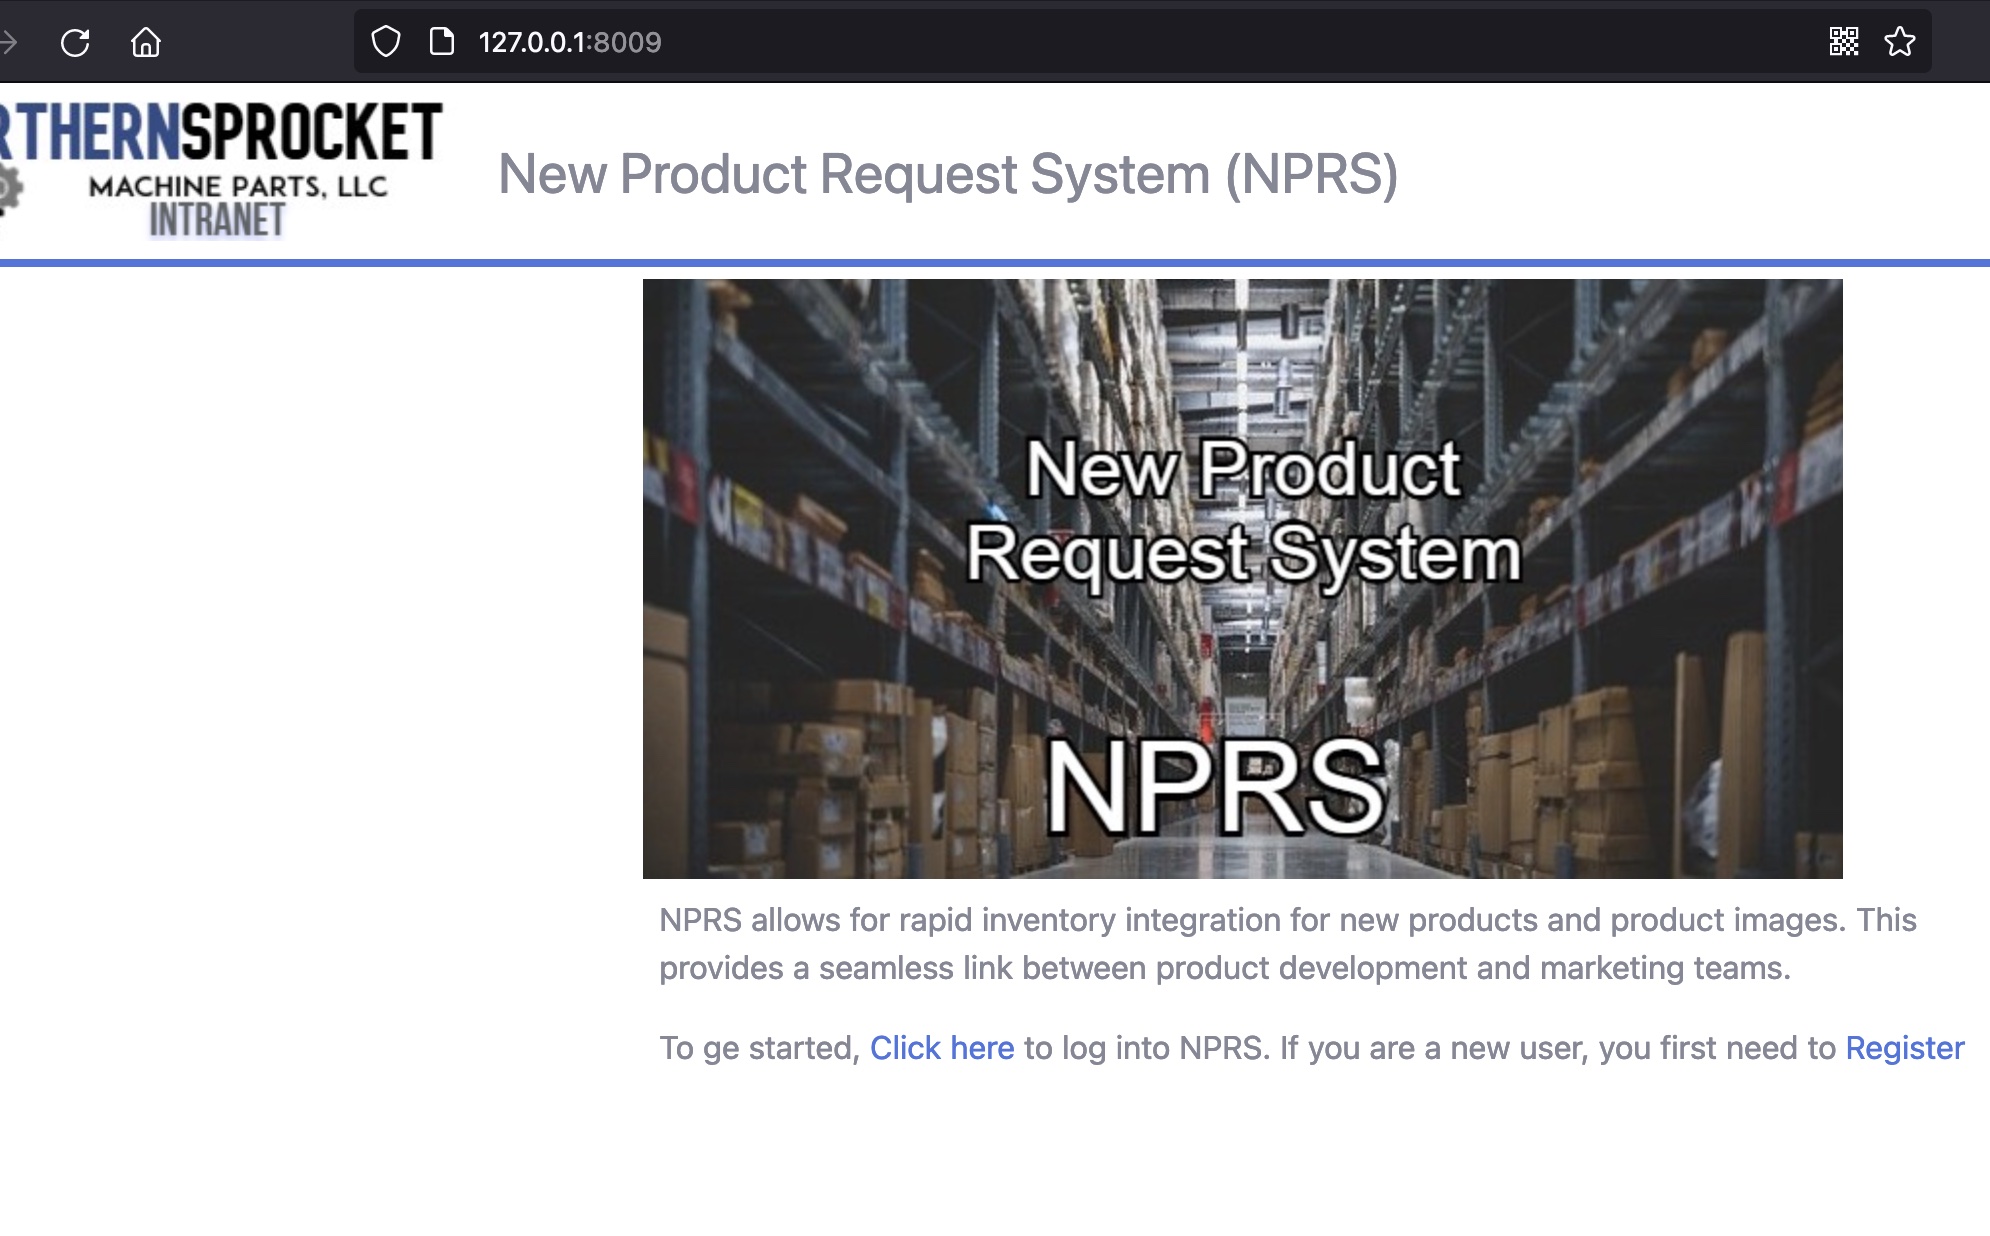 127.0.0.1:8009
RTHERNSPROCKET
MACHINE PARTS, LLC
INTRANET
New Product Request System (NPRS)
New Product
Request System
NPRS
NPRS allows for rapid inventory integration for new products and product images. This
provides a seamless link between product development and marketing teams.
To ge started, Click here to log into NPRS. If you are a new user, you first need to Register